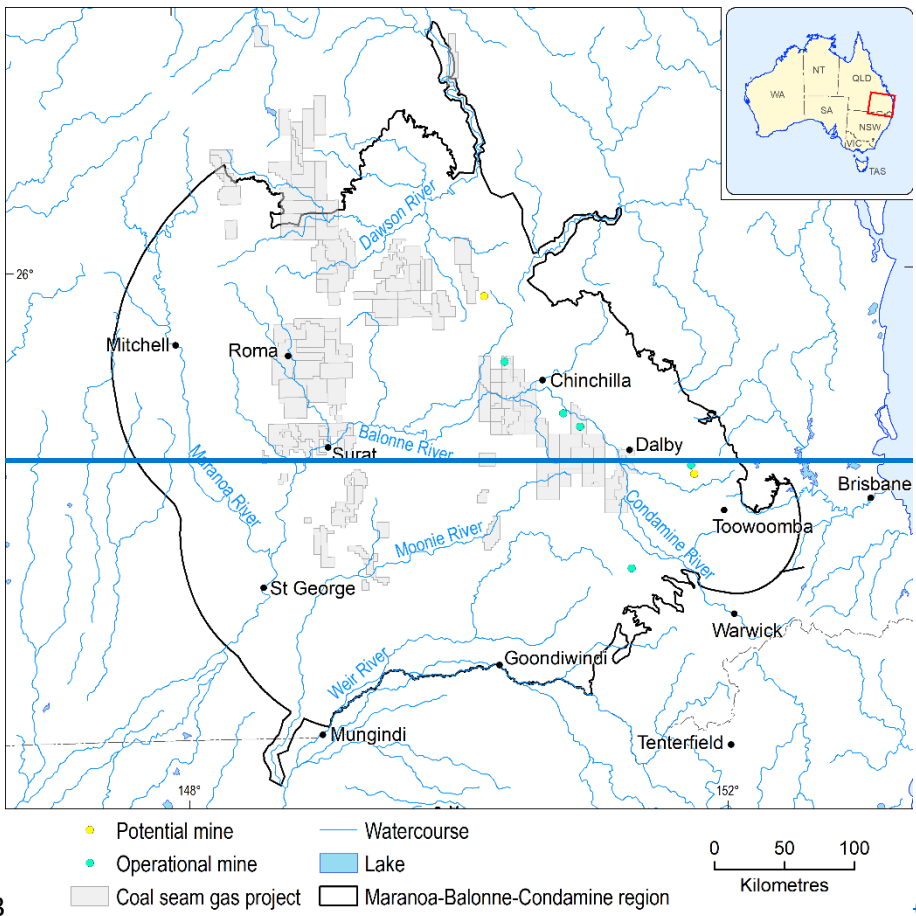 NT
QLD
WA
SA
NSW
VIC
TAS
Dawson River
26°
Mitchell
Roma
Chinchilla
Balonne River
Surat
Dalby
Maranoa River
Brisbane
Condamine River
Toowoomba
Moonie River
St George
Warwick
Weir River
Goondiwindi
Mungindi
Tenterfield
148°
152°
Potential mine
Watercourse
Operational mine
Lake
Coal seam gas project
Maranoa-Balonne-Condamine region
0 50 100
Kilometres